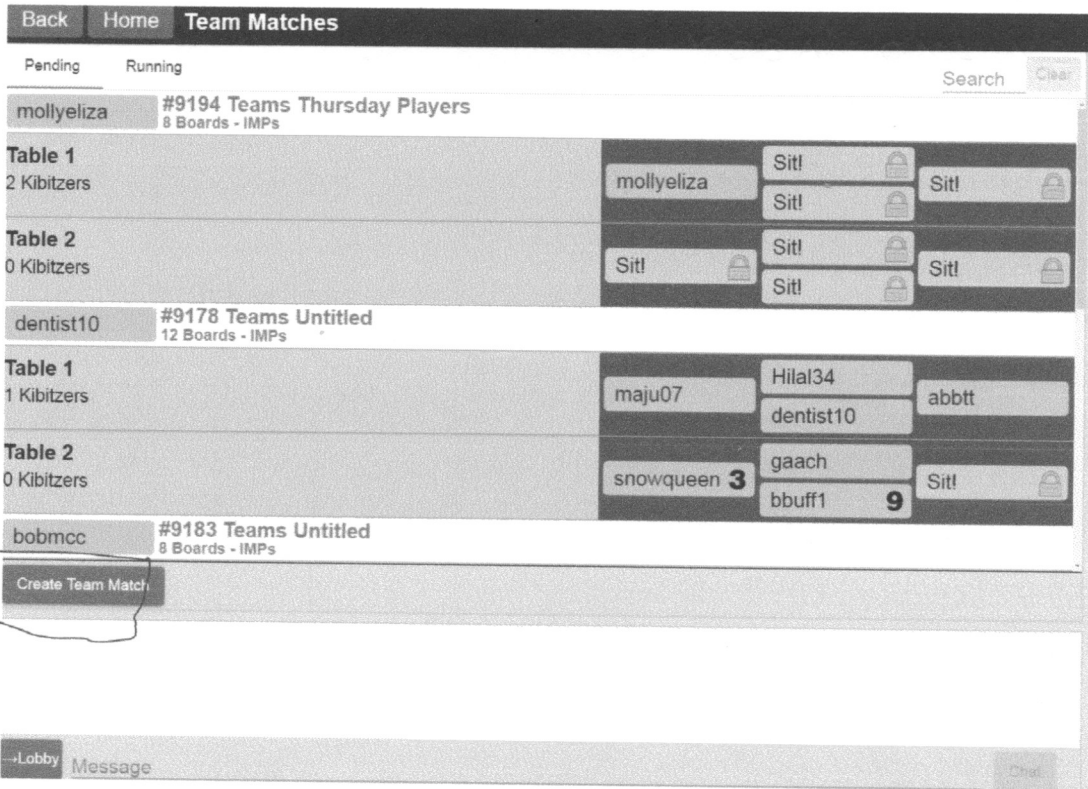 Back Home Team Matches
Pending Running
Search Clear
mollyeliza #9194 Teams Thursday Players
8 Boards - IMPs
Table 1
2 Kibitzers
mollyeliza
Sit!
Sit!
Sit!
Table 2
0 Kibitzers
Sit!
Sit!
Sit!
Sit!
dentist10 #9178 Teams Untitled
12 Boards - IMPs
Table 1
1 Kibitzers
maju07
Hilal34
dentist10
abbtt
Table 2
0 Kibitzers
snowqueen 3
gaach
bbuff1 9
Sit!
bobmcc #9183 Teams Untitled
8 Boards - IMPs
Create Team Match
→Lobby Message Chat